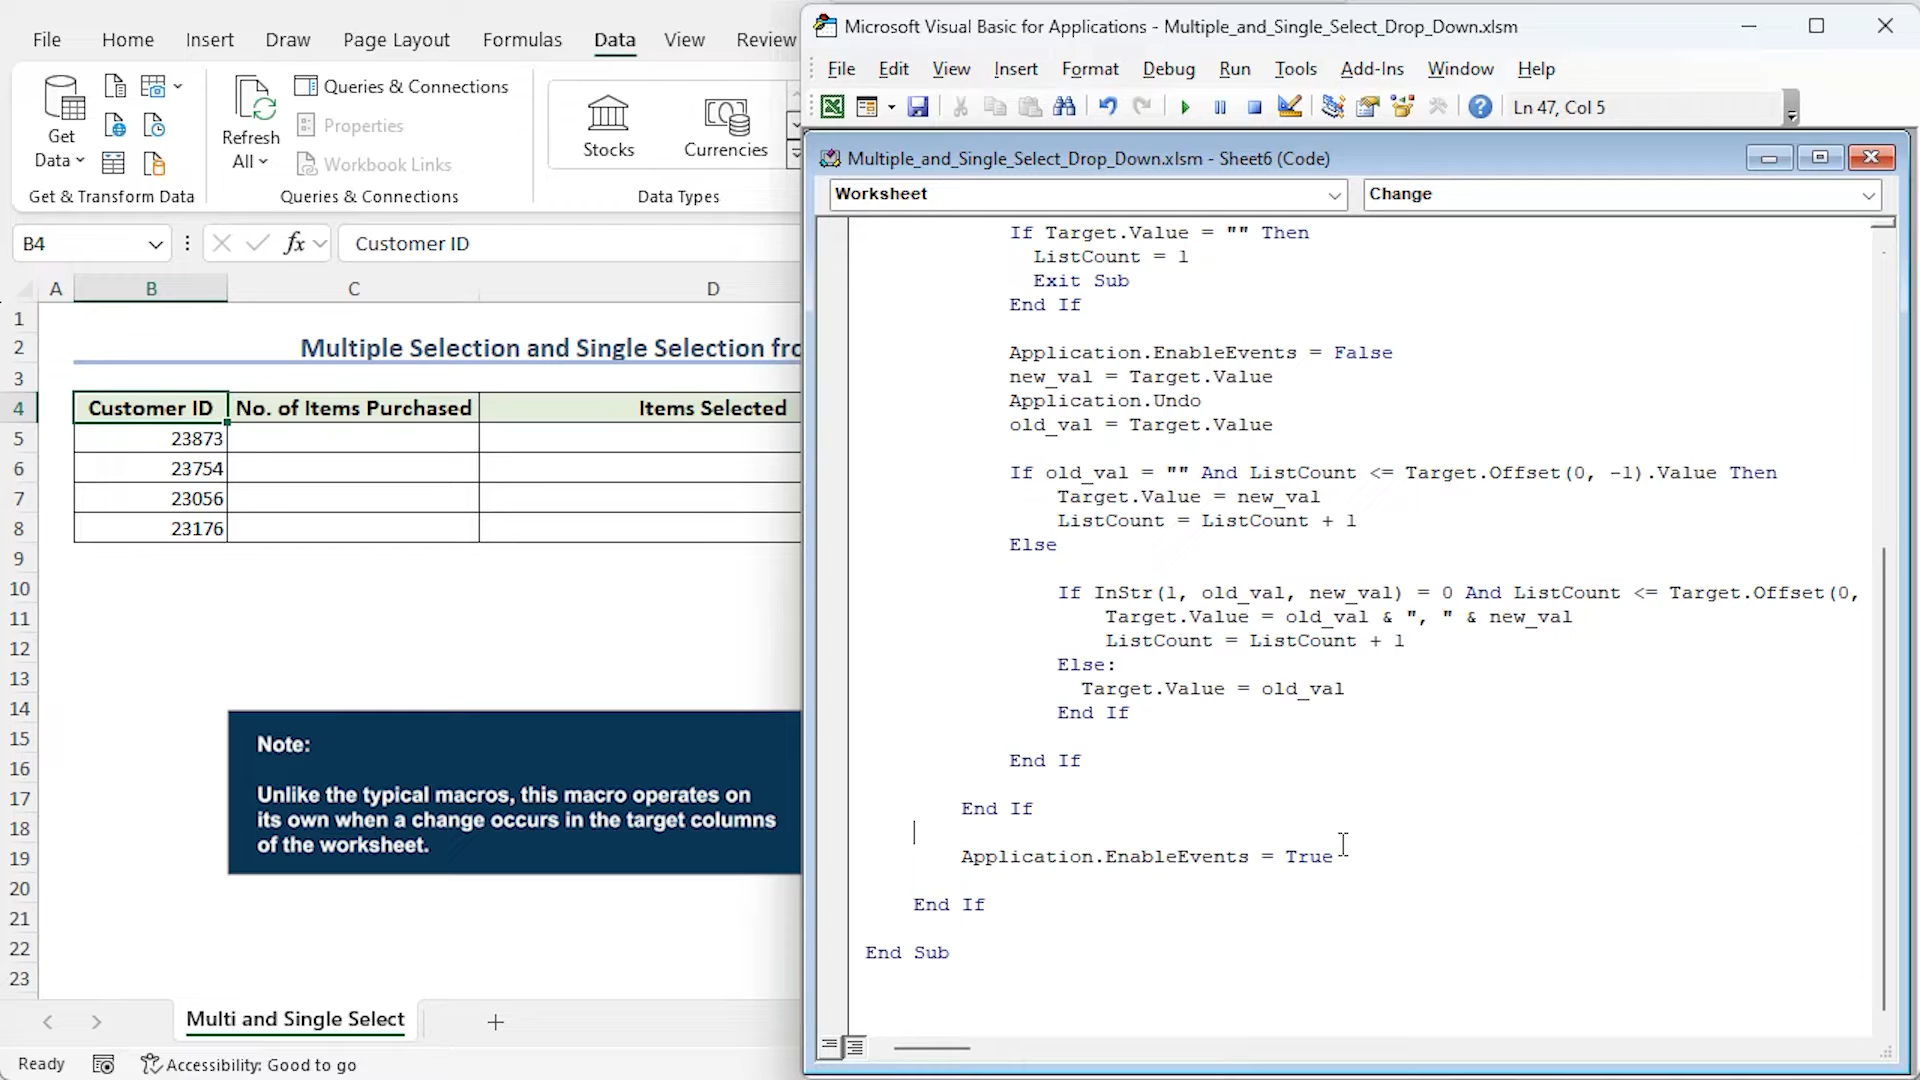 File Home Insert Draw Page Layout Formulas Data View Review
Get Data
Refresh All
Queries & Connections
Properties
Workbook Links
Stocks
Currencies
Get & Transform Data
Queries & Connections
Data Types
B4
fx
Customer ID
A B C D
1
2 Multiple Selection and Single Selection fro
3
4 Customer ID No. of Items Purchased Items Selected
5 23873
6 23754
7 23056
8 23176
9
10
11
12
13
14
15
16
17
18
19
20
21
22
23
Note:
Unlike the typical macros, this macro operates on
its own when a change occurs in the target columns
of the worksheet.
Multi and Single Select
Ready
Accessibility: Good to go
Microsoft Visual Basic for Applications - Multiple_and_Single_Select_Drop_Down.xlsm
File Edit View Insert Format Debug Run Tools Add-Ins Window Help
Ln 47, Col 5
Multiple_and_Single_Select_Drop_Down.xlsm - Sheet6 (Code)
Worksheet
Change
If Target.Value = "" Then
ListCount = 1
Exit Sub
End If
Application.EnableEvents = False
new_val = Target.Value
Application.Undo
old_val = Target.Value
If old_val = "" And ListCount <= Target.Offset(0, -1).Value Then
Target.Value = new_val
ListCount = ListCount + 1
Else
If InStr(1, old_val, new_val) = 0 And ListCount <= Target.Offset(0,
Target.Value = old_val & ", " & new_val
ListCount = ListCount + 1
Else:
Target.Value = old_val
End If
End If
End If
Application.EnableEvents = True
End If
End Sub